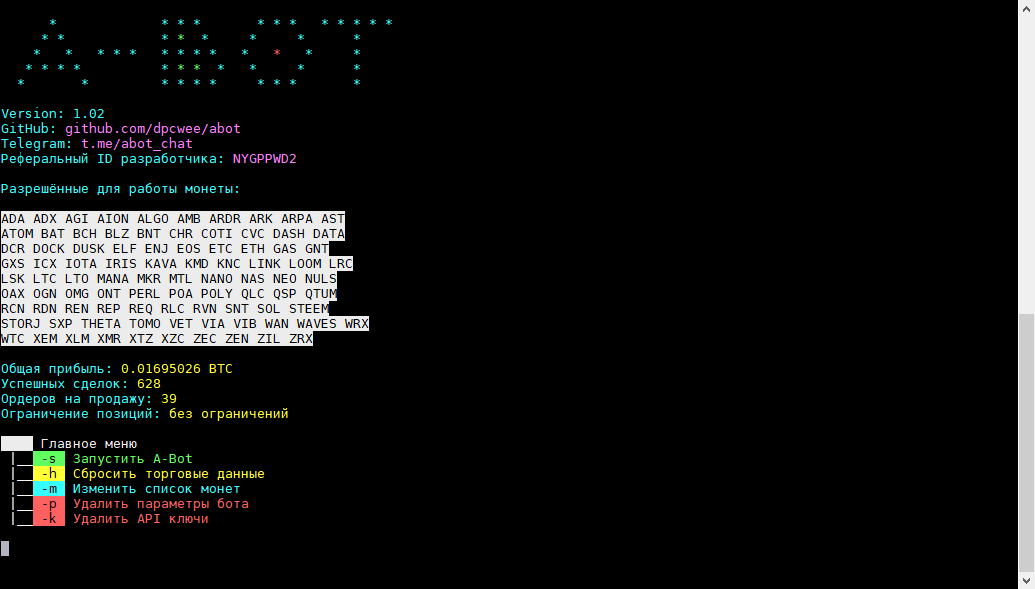 Version: 1.02
GitHub: github.com/dpcwee/abot
Telegram: t.me/abot_chat
Реферальный ID разработчика: NYGPPWD2
Разрешённые для работы монеты:
ADA ADX AGI AION ALGO AMB ARDR ARK ARPA AST
ATOM BAT BCH BLZ BNT CHR COTI CVC DASH DATA
DCR DOCK DUSK ELF ENJ EOS ETC ETH GAS GNT
GXS ICX IOTA IRIS KAVA KMD KNC LINK LOOM LRC
LSK LTC LTO MANA MKR MTL NANO NAS NEO NULS
OAX OGN OMG ONT PERL POA POLY QLC QSP QTUM
RCN RDN REN REP REQ RLC RVN SNT SOL STEEM
STORJ SXP THETA TOMO VET VIA VIB WAN WAVES WRX
WTC XEM XLM XMR XTZ XZC ZEC ZEN ZIL ZRX
Общая прибыль: 0.01695026 BTC
Успешных сделок: 628
Ордеров на продажу: 39
Ограничение позиций: без ограничений
Главное меню
|__ -s Запустить A-Bot
|__ -h Сбросить торговые данные
|__ -m Изменить список монет
|__ -p Удалить параметры бота
|__ -k Удалить API ключи